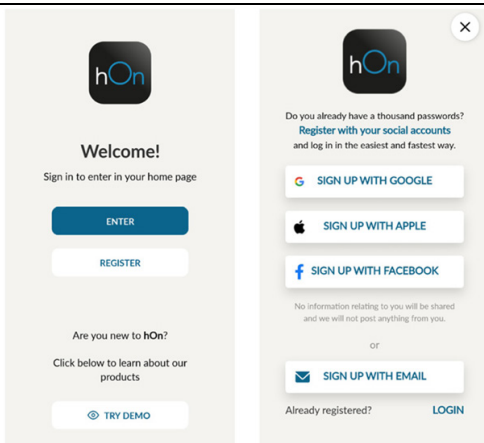 hOn
Welcome!
Sign in to enter in your home page
ENTER
REGISTER
Are you new to hOn?
Click below to learn about our
products
TRY DEMO
hOn
Do you already have a thousand passwords?
Register with your social accounts
and log in in the easiest and fastest way.
SIGN UP WITH GOOGLE
SIGN UP WITH APPLE
SIGN UP WITH FACEBOOK
No information relating to you will be shared
and we will not post anything from you.
or
SIGN UP WITH EMAIL
Already registered? LOGIN